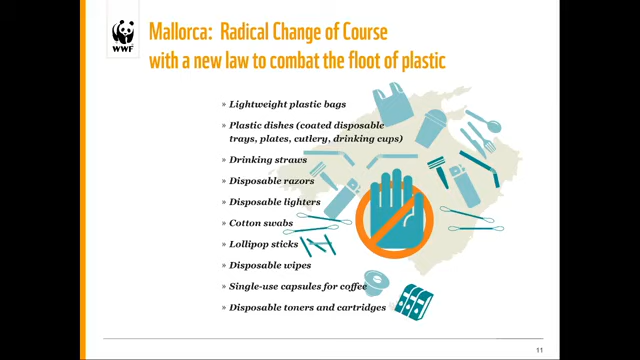 WWF
Mallorca: Radical Change of Course
with a new law to combat the floot of plastic
» Lightweight plastic bags
» Plastic dishes (coated disposable
trays, plates, cutlery, drinking cups)
» Drinking straws
» Disposable razors
» Disposable lighters
» Cotton swabs
» Lollipop sticks
» Disposable wipes
» Single-use capsules for coffee
» Disposable toners and cartridges
11